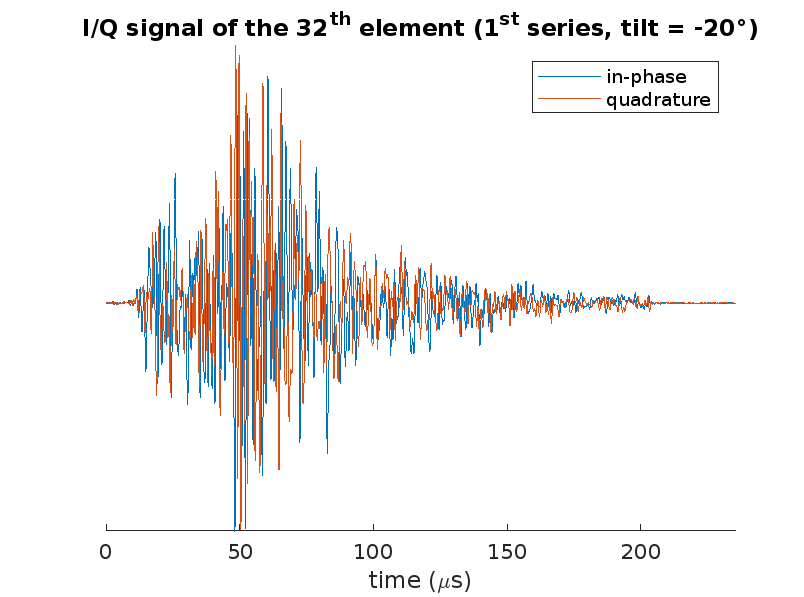 I/Q signal of the 32th element (1st series, tilt = -20°)
in-phase
quadrature
0 50 100 150 200
time (μs)